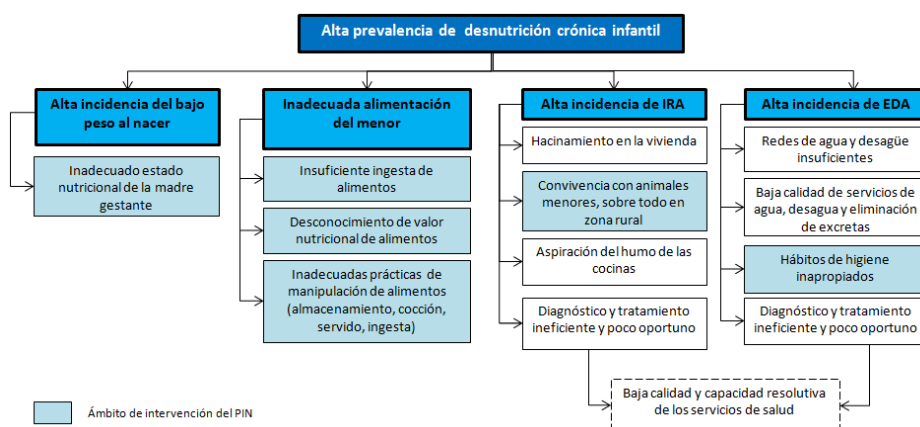 Alta prevalencia de desnutrición crónica infantil
Alta incidencia del bajo
peso al nacer
Inadecuado estado
nutricional de la madre
gestante
Inadecuada alimentación
del menor
Insuficiente ingesta de
alimentos
Desconocimiento de valor
nutricional de alimentos
Inadecuadas prácticas de
manipulación de alimentos
(almacenamiento, cocción,
servido, ingesta)
Alta incidencia de IRA
Hacinamiento en la vivienda
Convivencia con animales
menores, sobre todo en
zona rural
Aspiración del humo de las
cocinas
Diagnóstico y tratamiento
ineficiente y poco oportuno
Alta incidencia de EDA
Redes de agua y desagüe
insuficientes
Baja calidad de servicios de
agua, desagua y eliminación
de excretas
Hábitos de higiene
inapropiados
Diagnóstico y tratamiento
ineficiente y poco oportuno
Baja calidad y capacidad resolutiva
de los servicios de salud
Ámbito de intervención del PIN